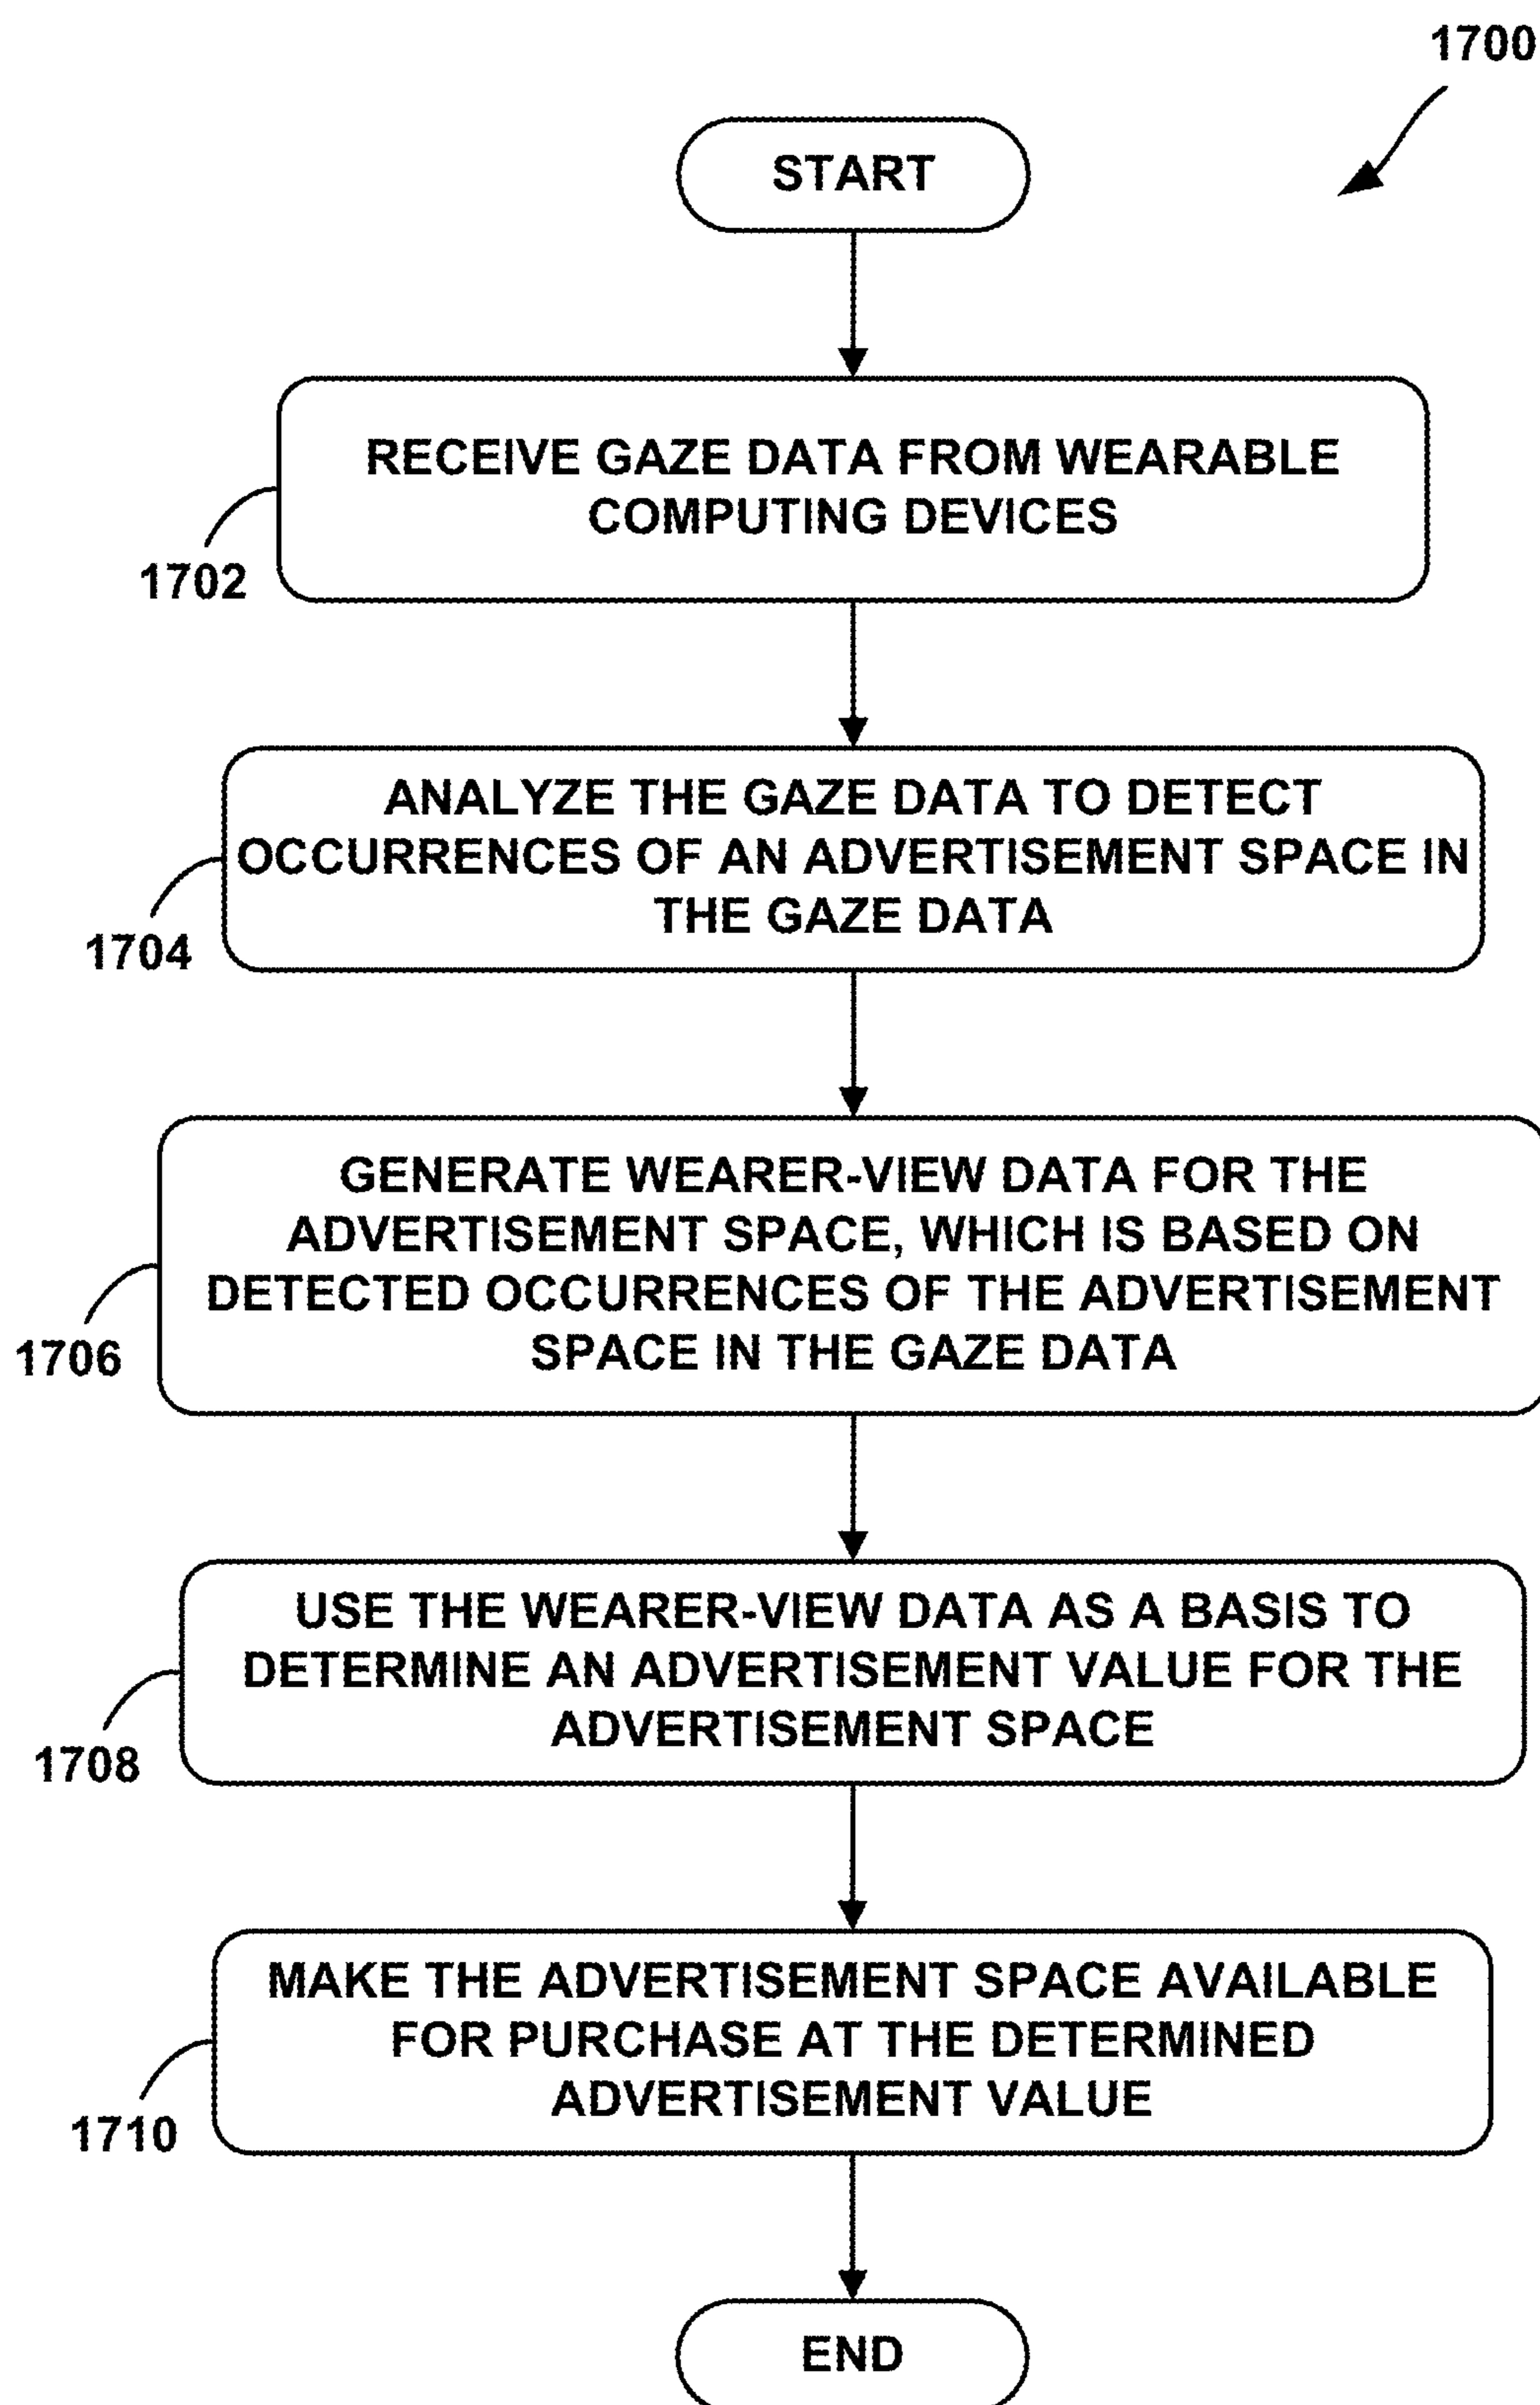 1700
START
RECEIVE GAZE DATA FROM WEARABLE
COMPUTING DEVICES
1702
ANALYZE THE GAZE DATA TO DETECT
OCCURRENCES OF AN ADVERTISEMENT SPACE IN
THE GAZE DATA
1704
GENERATE WEARER-VIEW DATA FOR THE
ADVERTISEMENT SPACE, WHICH IS BASED ON
DETECTED OCCURRENCES OF THE ADVERTISEMENT
SPACE IN THE GAZE DATA
1706
USE THE WEARER-VIEW DATA AS A BASIS TO
DETERMINE AN ADVERTISEMENT VALUE FOR THE
ADVERTISEMENT SPACE
1708
MAKE THE ADVERTISEMENT SPACE AVAILABLE
FOR PURCHASE AT THE DETERMINED
ADVERTISEMENT VALUE
1710
END